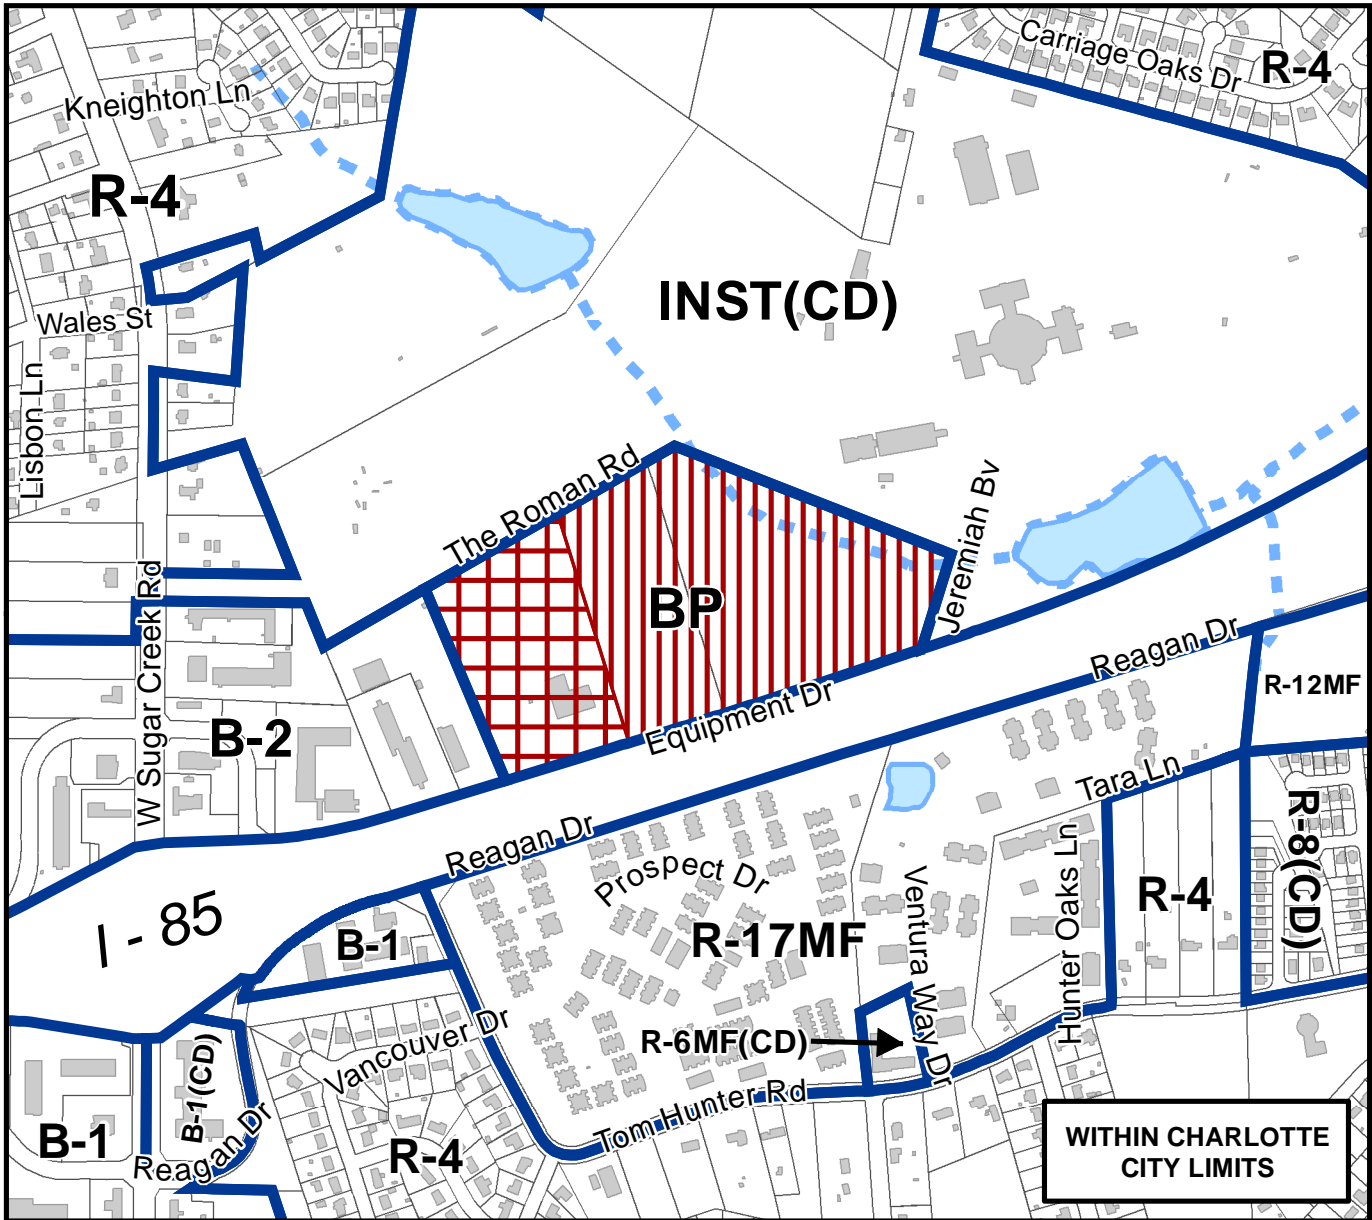 Carriage Oaks Dr
R-4
Kneighton Ln
R-4
INST(CD)
Wales St
Lisbon Ln
The Roman Rd
Jeremiah Bv
W Sugar Creek Rd
BP
Reagan Dr
R-12MF
Equipment Dr
B-2
Tara Ln
Reagan Dr
Prospect Dr
R-8(CD)
Hunter Oaks Ln
R-4
Ventura Way Dr
I - 85
B-1
R-17MF
Vancouver Dr
R-6MF(CD)
B-1(CD)
Tom Hunter Rd
B-1
Reagan Dr
R-4
WITHIN CHARLOTTE
CITY LIMITS